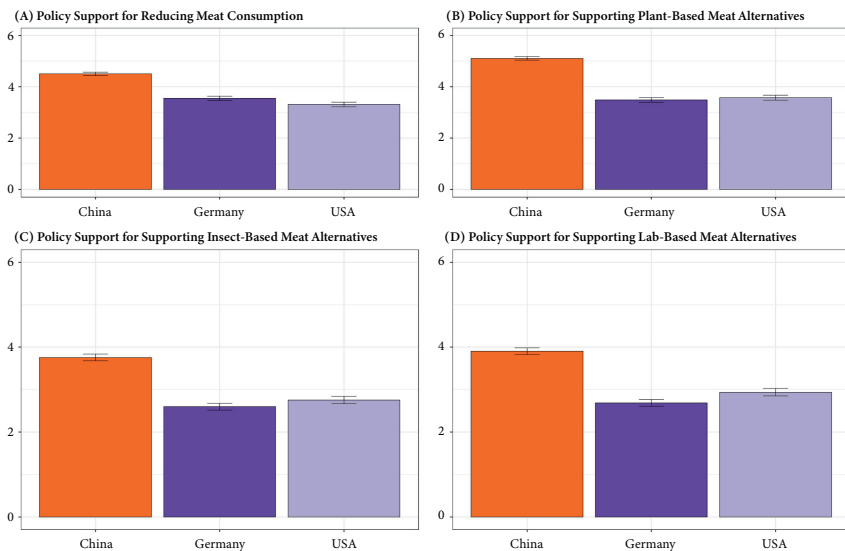 (A) Policy Support for Reducing Meat Consumption
6
4
2
0
China Germany USA
(B) Policy Support for Supporting Plant-Based Meat Alternatives
6
4
2
0
China Germany USA
(C) Policy Support for Supporting Insect-Based Meat Alternatives
6
4
2
0
China Germany USA
(D) Policy Support for Supporting Lab-Based Meat Alternatives
6
4
2
0
China Germany USA